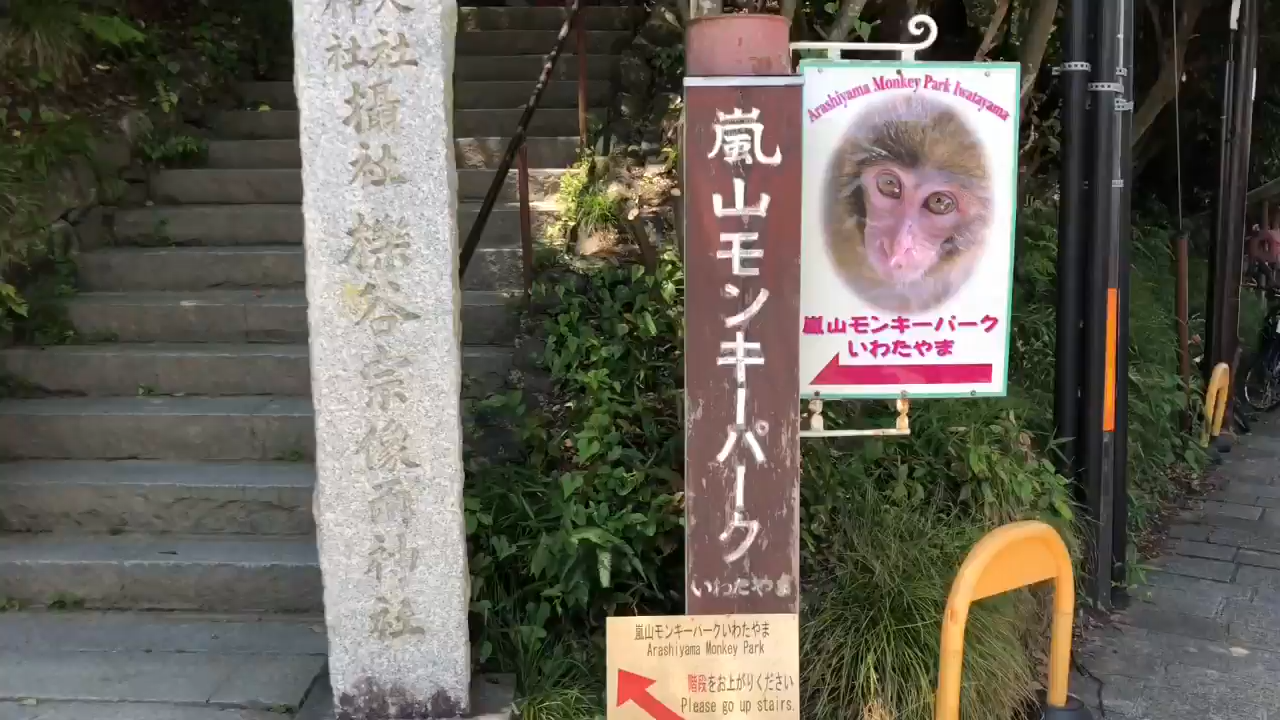 社
社
攝社 櫟谷宗像神社
嵐山モンキーパーク
いわたやま
Arashiyama Monkey Park Iwatayama
嵐山モンキーパーク
いわたやま
嵐山モンキーパークいわたやま
Arashiyama Monkey Park
階段をお上がりください
Please go up stairs.